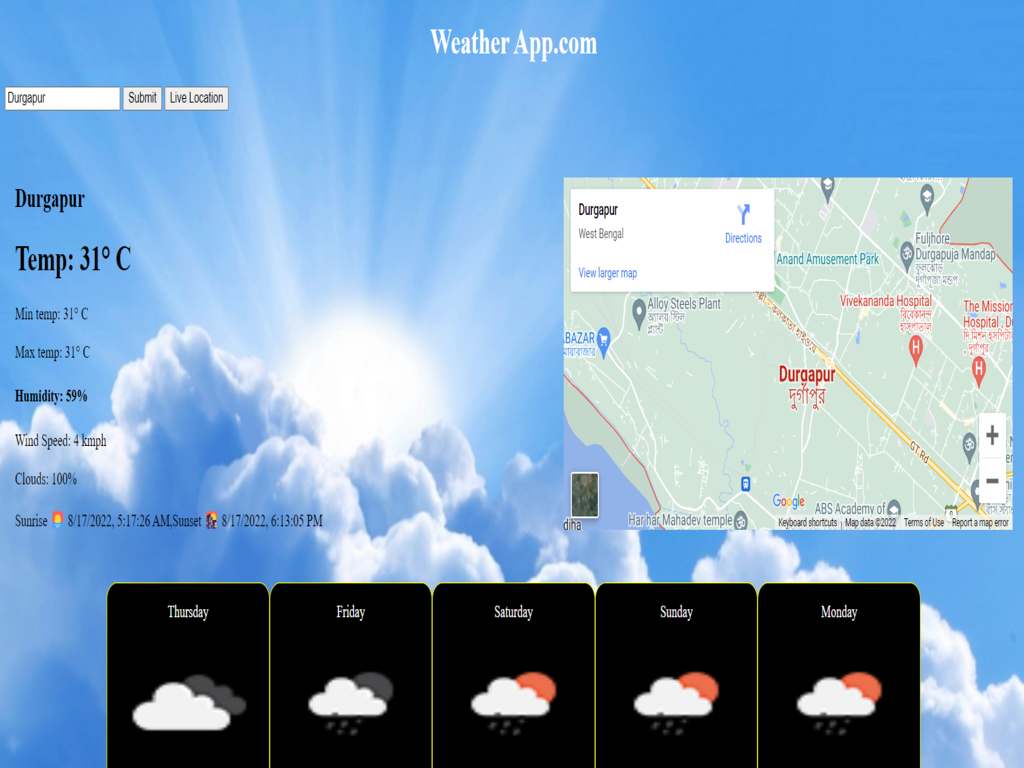 Weather App.com
Durgapur Submit Live Location
Durgapur
Temp: 31° C
Min temp: 31° C
Max temp: 31° C
Humidity: 59%
Wind Speed: 4 kmph
Clouds: 100%
Sunrise 🌅 8/17/2022, 5:17:26 AM,Sunset 🌇 8/17/2022, 6:13:05 PM
Durgapur
West Bengal
Directions
View larger map
Anand Amusement Park
Fuljhore
Durgapuja Mandap
Alloy Steels Plant
Vivekananda Hospital
বিবেকানন্দ
হাসপাতাল
The Mission
Hospital
দুর্গাপুর
Durgapur
দুর্গাপুর
GT Rd
Har har Mahadev temple
ABS Academy of
diha
Google
Keyboard shortcuts Map data ©2022 Terms of Use Report a map error
Thursday
Friday
Saturday
Sunday
Monday